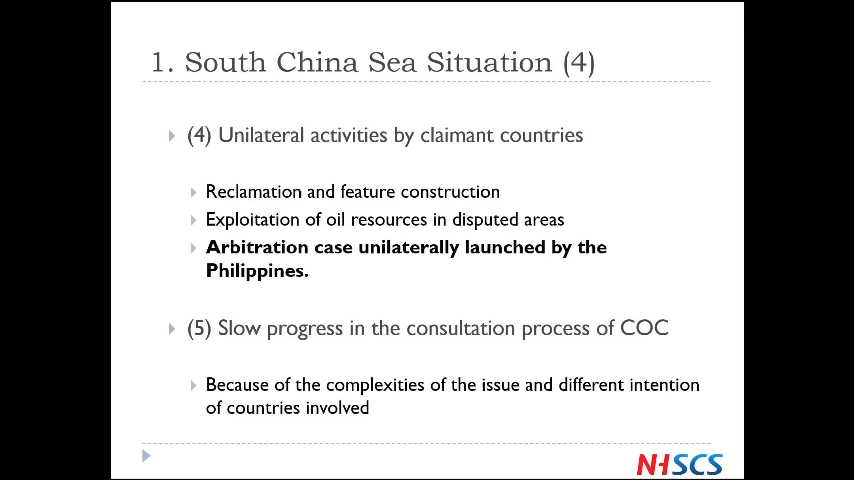 1. South China Sea Situation (4)
(4) Unilateral activities by claimant countries
Reclamation and feature construction
Exploitation of oil resources in disputed areas
Arbitration case unilaterally launched by the
Philippines.
(5) Slow progress in the consultation process of COC
Because of the complexities of the issue and different intention
of countries involved
NHSCS